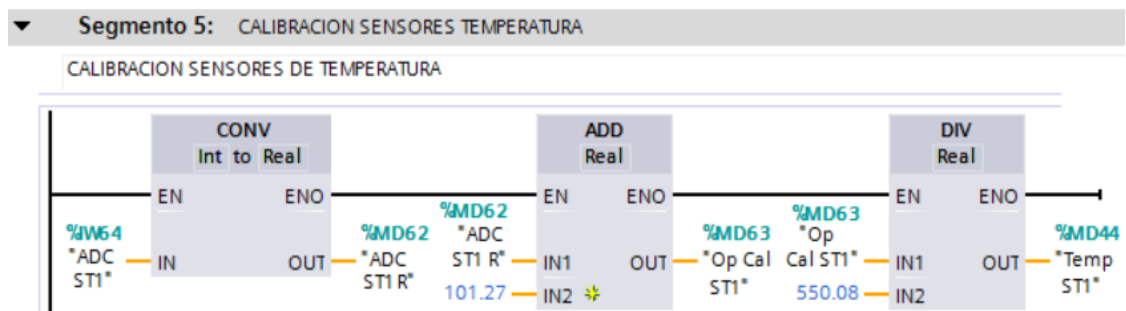 Segmento 5: CALIBRACION SENSORES TEMPERATURA
CALIBRACION SENSORES DE TEMPERATURA
CONV
Int to Real
EN ENO
%IW64
"ADC
ST1"
IN OUT
%MD62
"ADC
ST1 R"
ADD
Real
EN ENO
%MD62
"ADC
ST1 R"
IN1 OUT
101.27
IN2
%MD63
"Op Cal
ST1"
DIV
Real
EN ENO
%MD63
"Op
Cal ST1"
IN1 OUT
550.08
IN2
%MD44
"Temp
ST1"